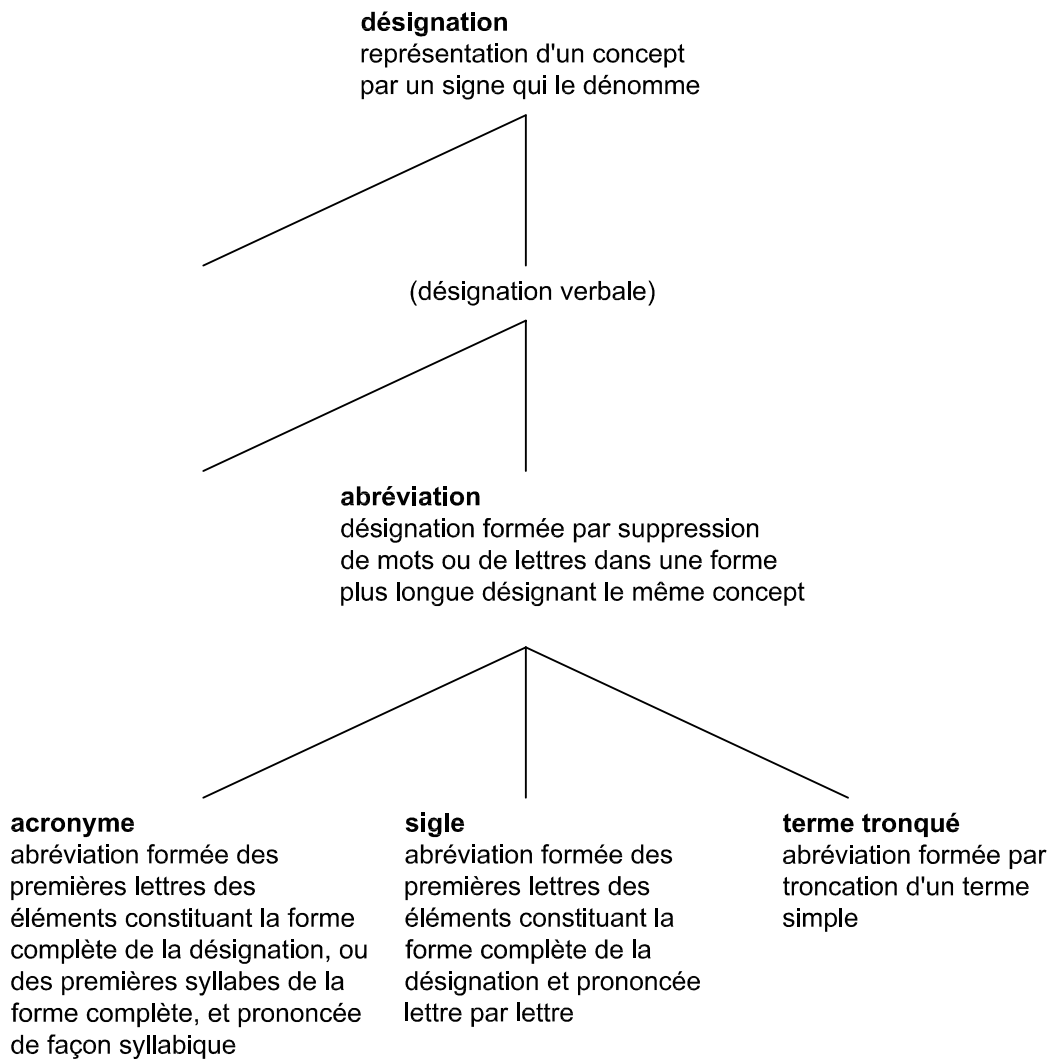 désignation
représentation d'un concept
par un signe qui le dénomme
(désignation verbale)
abréviation
désignation formée par suppression
de mots ou de lettres dans une forme
plus longue désignant le même concept
acronyme
abréviation formée des
premières lettres des
éléments constituant la forme
complète de la désignation, ou
des premières syllabes de la
forme complète, et prononcée
de façon syllabique
sigle
abréviation formée des
premières lettres des
éléments constituant la
forme complète de la
désignation et prononcée
lettre par lettre
terme tronqué
abréviation formée par
troncation d'un terme
simple